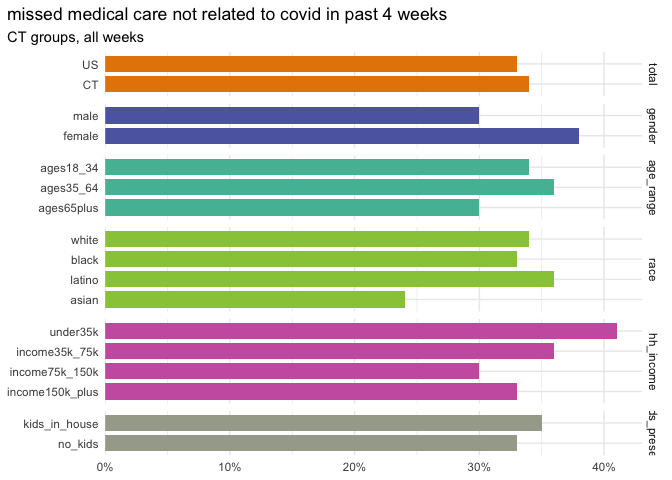 missed medical care not related to covid in past 4 weeks
CT groups, all weeks
US
CT
total
male
female
gender
ages18_34
ages35_64
ages65plus
age_range
white
black
latino
asian
race
under35k
income35k_75k
income75k_150k
income150k_plus
hh_income
kids_in_house
no_kids
ds_prese
0%
10%
20%
30%
40%